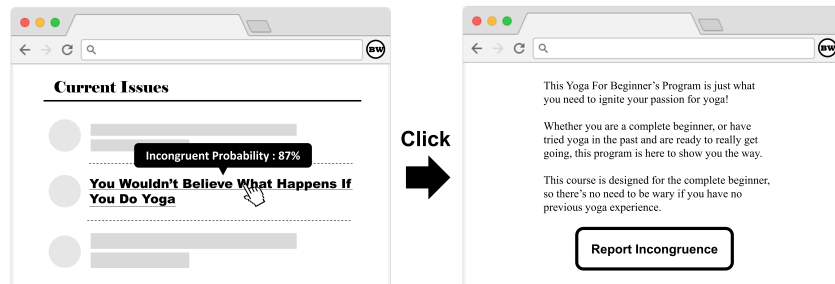 BW
Current Issues
Incongruent Probability : 87%
You Wouldn't Believe What Happens If
You Do Yoga
Click
BW
This Yoga For Beginner's Program is just what
you need to ignite your passion for yoga!
Whether you are a complete beginner, or have
tried yoga in the past and are ready to really get
going, this program is here to show you the way.
This course is designed for the complete beginner,
so there's no need to be wary if you have no
previous yoga experience.
Report Incongruence